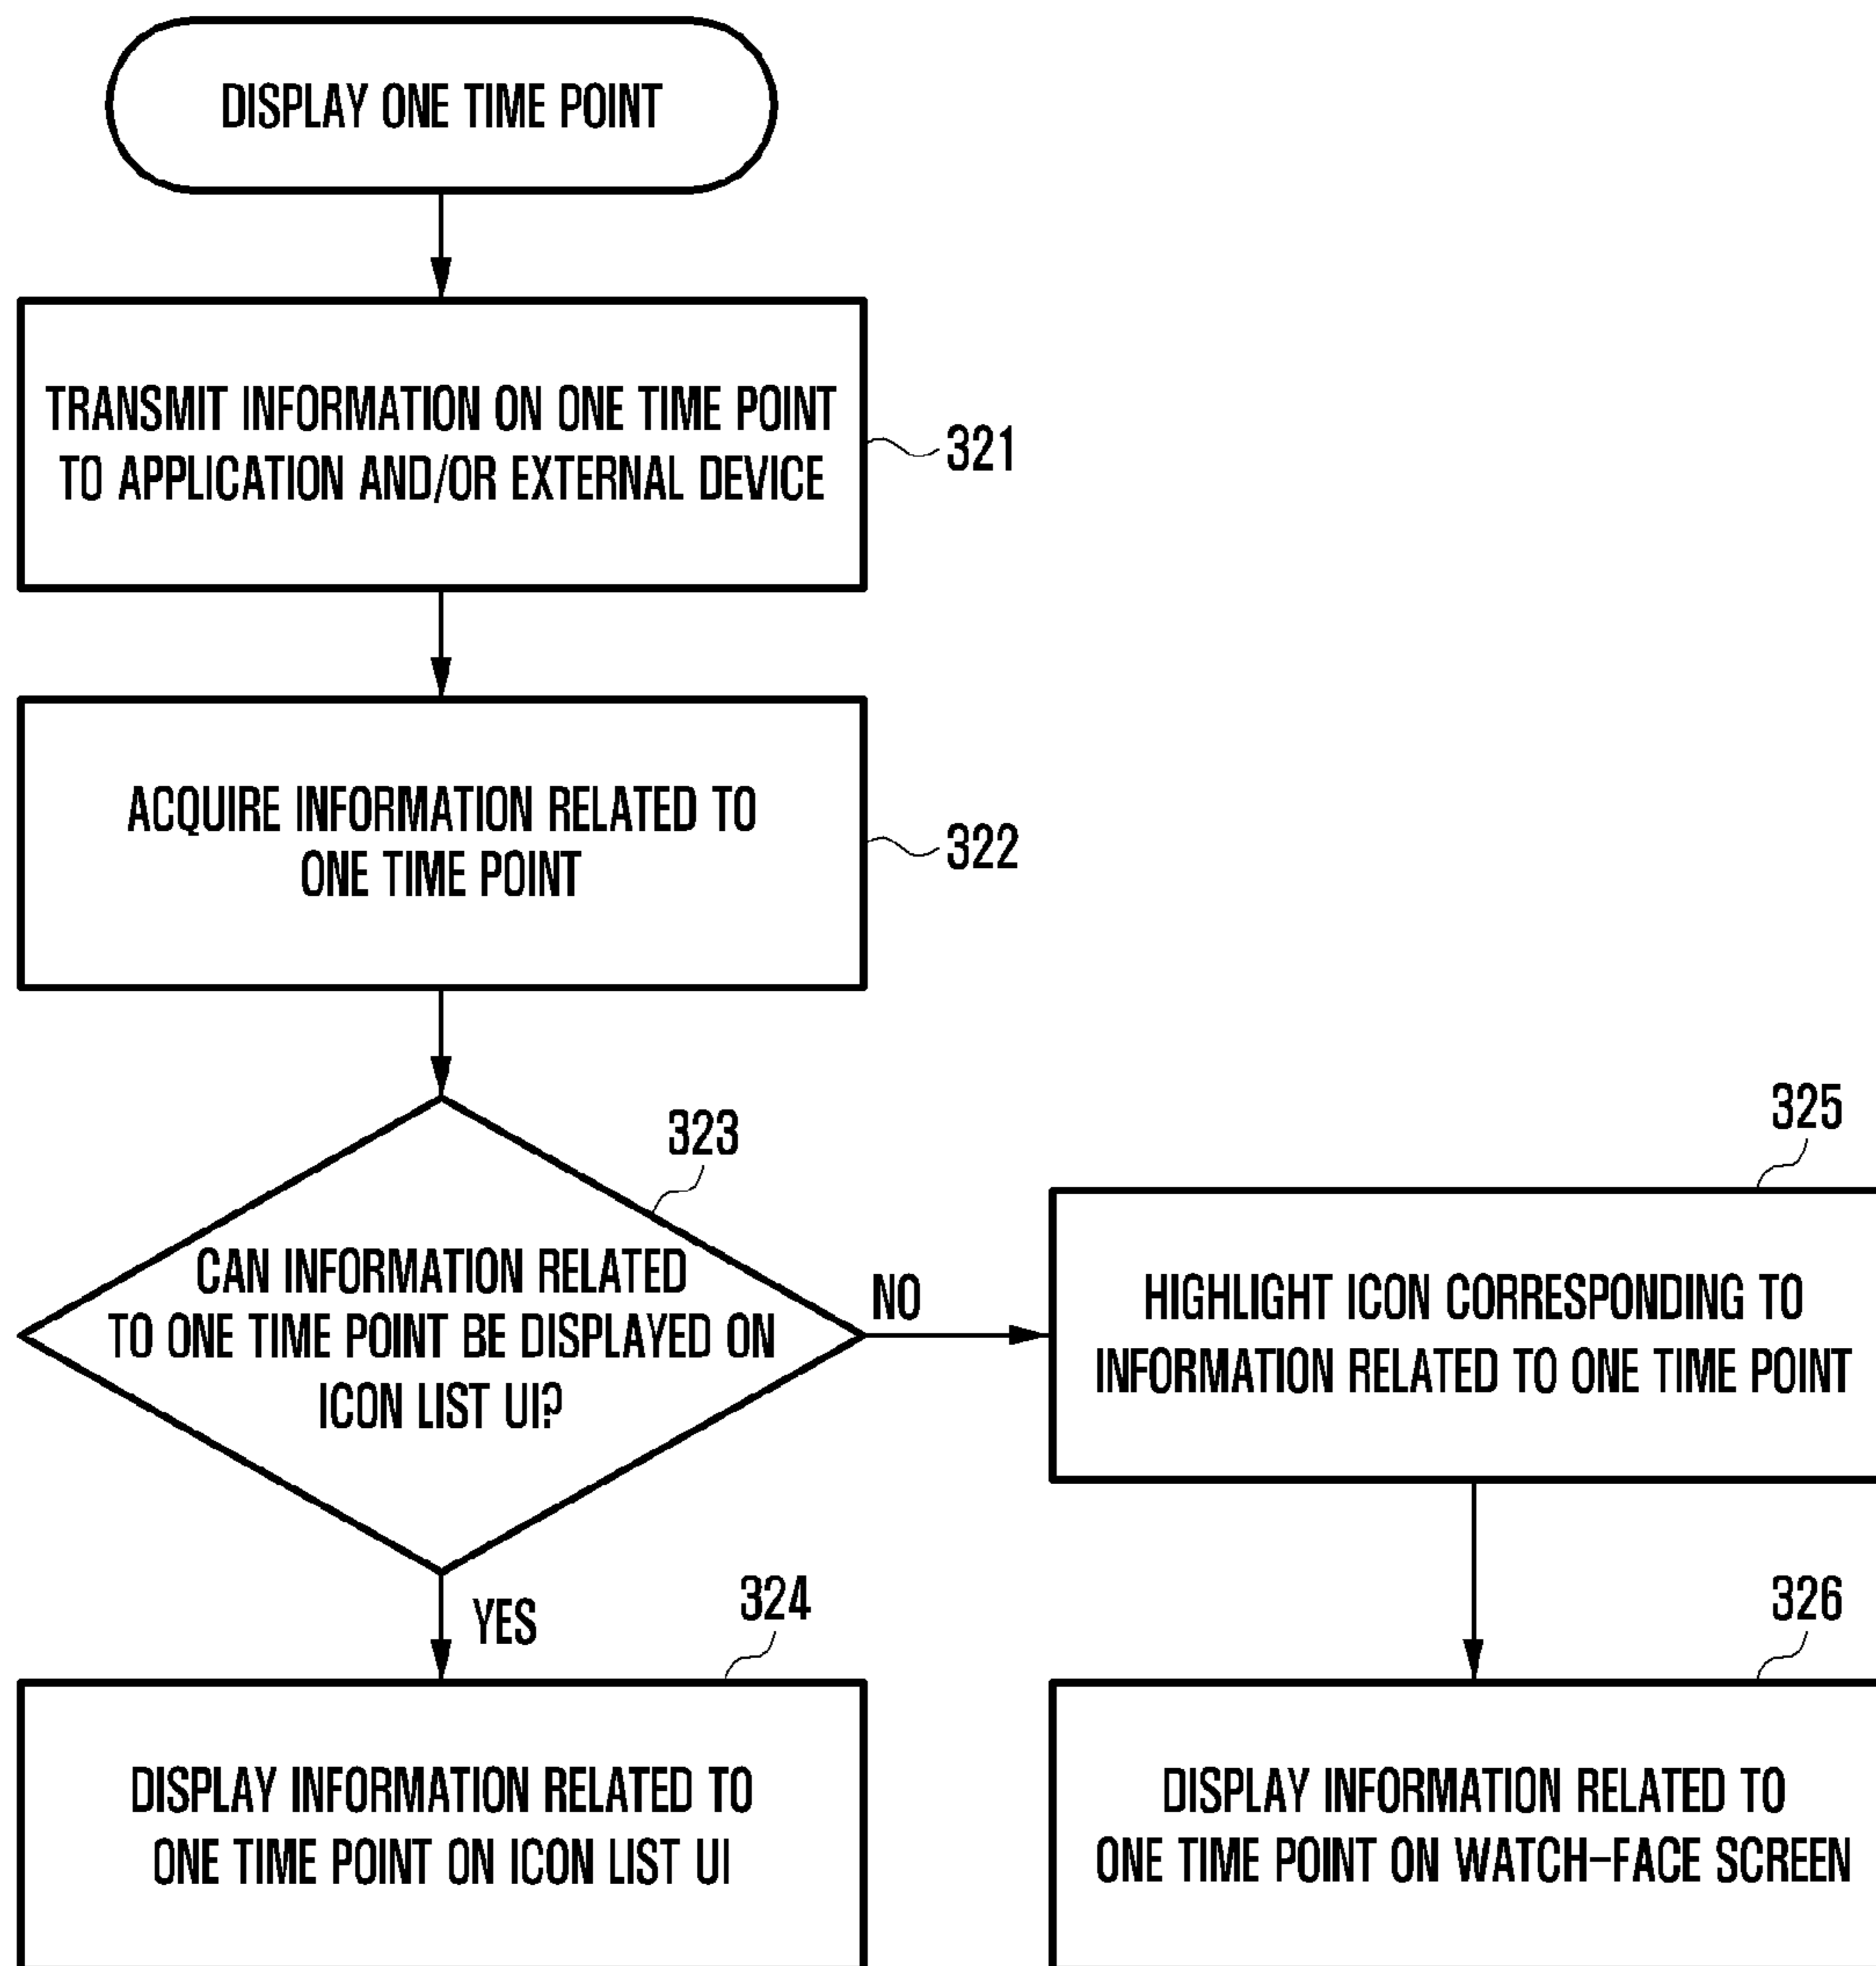 DISPLAY ONE TIME POINT
TRANSMIT INFORMATION ON ONE TIME POINT
TO APPLICATION AND/OR EXTERNAL DEVICE
321
ACQUIRE INFORMATION RELATED TO
ONE TIME POINT
322
323
CAN INFORMATION RELATED
TO ONE TIME POINT BE DISPLAYED ON
ICON LIST UI?
NO
YES
325
HIGHLIGHT ICON CORRESPONDING TO
INFORMATION RELATED TO ONE TIME POINT
324
DISPLAY INFORMATION RELATED TO
ONE TIME POINT ON ICON LIST UI
326
DISPLAY INFORMATION RELATED TO
ONE TIME POINT ON WATCH-FACE SCREEN